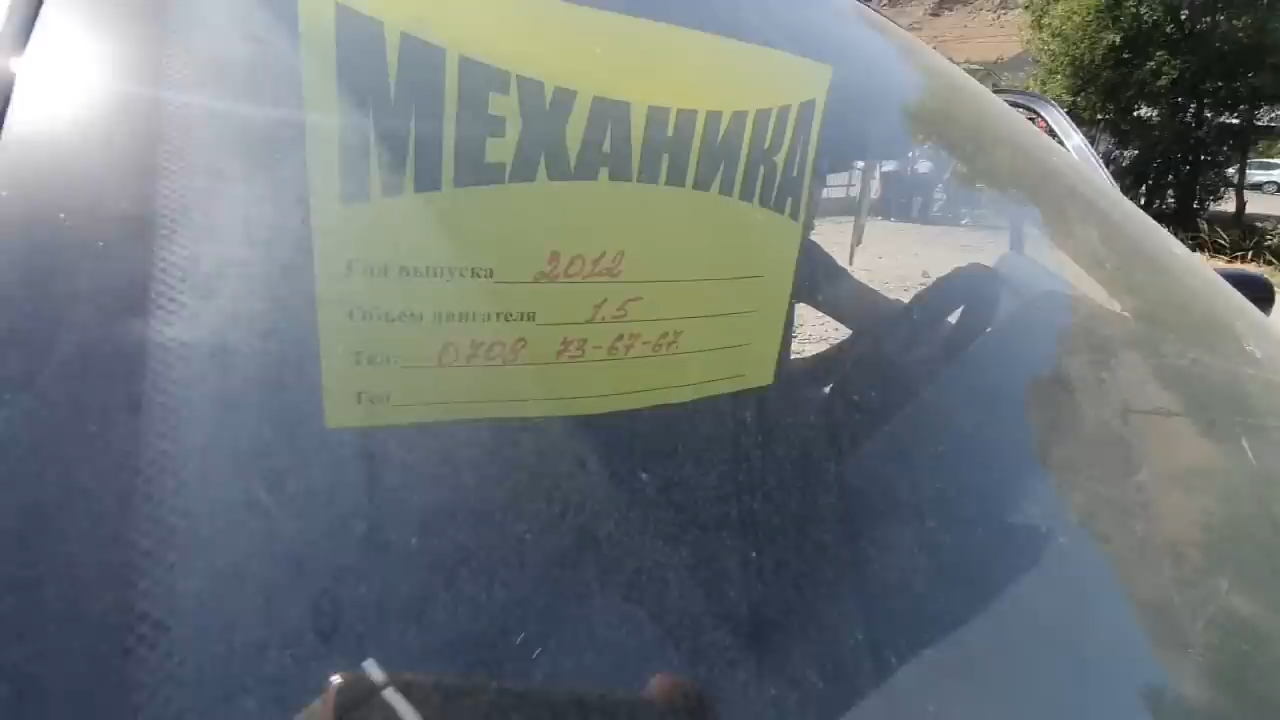 МЕХАНИКА
Год выпуска 2012
Объем двигателя 1.5
Тел: 0708 73-67-67
Тел